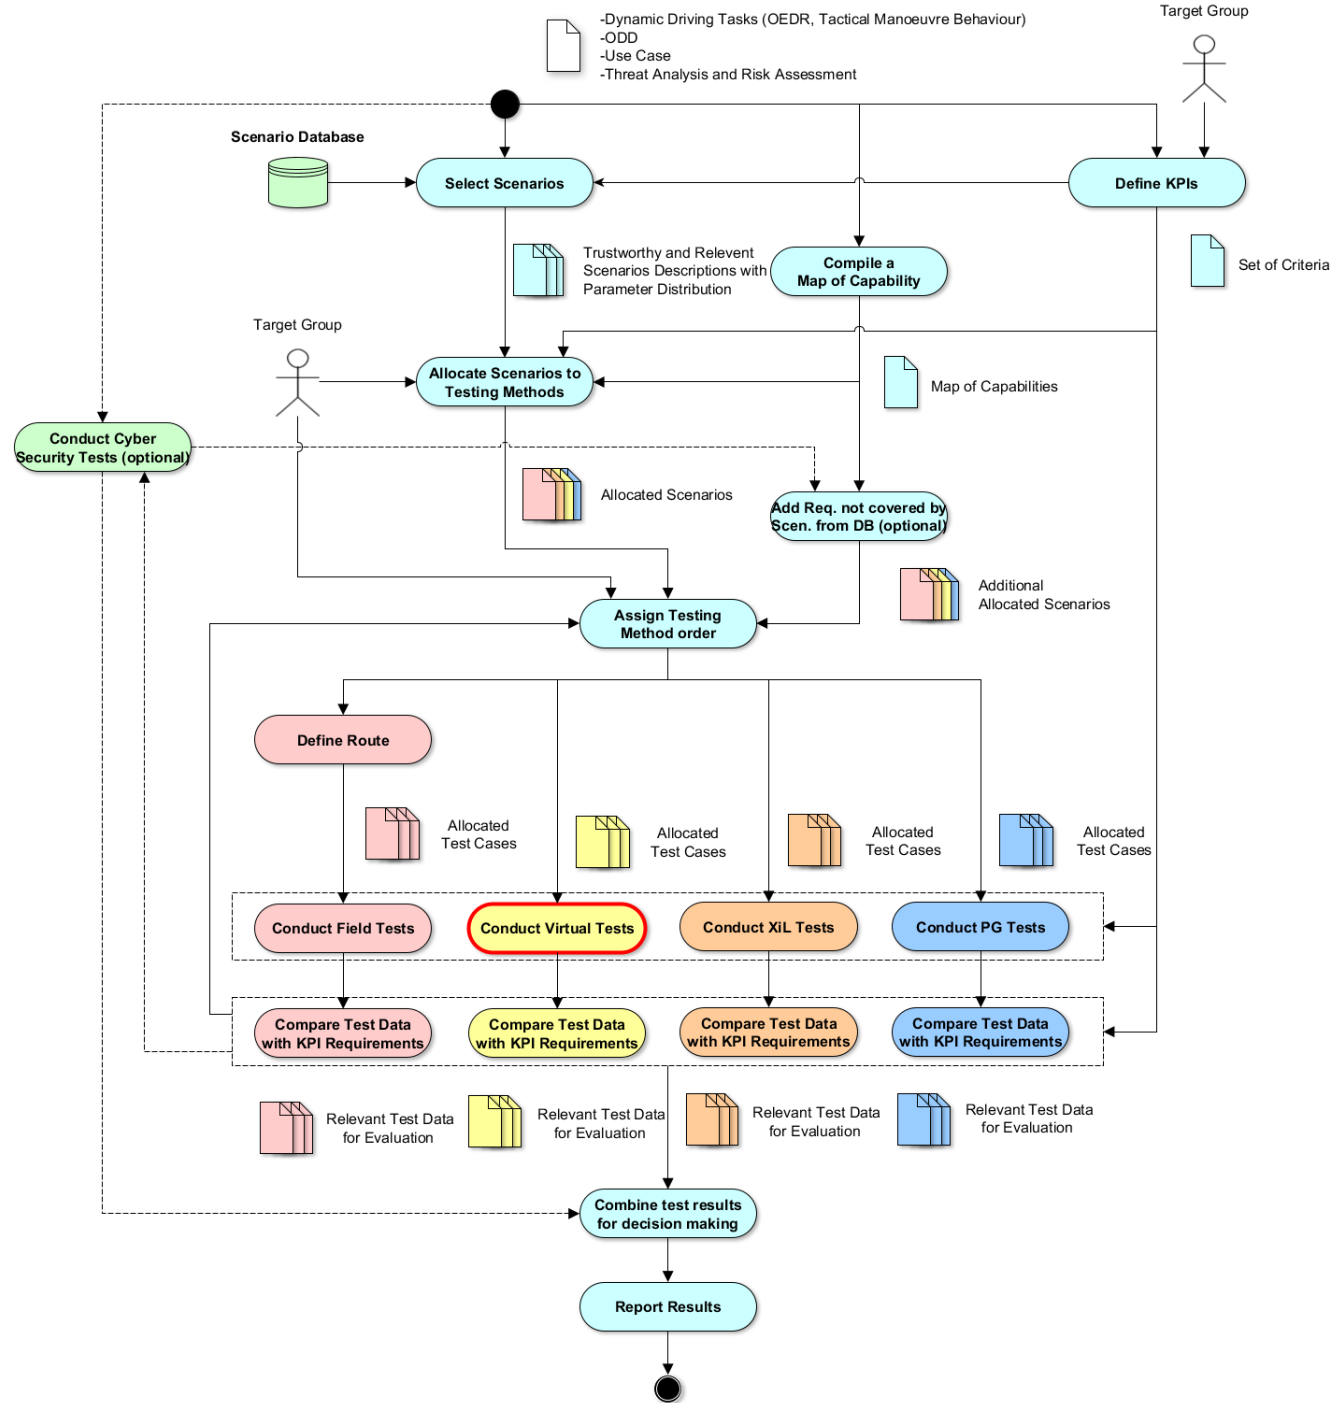 Target Group
-Dynamic Driving Tasks (OEDR, Tactical Manoeuvre Behaviour)
-ODD
-Use Case
-Threat Analysis and Risk Assessment
Scenario Database
Select Scenarios
Define KPIs
Trustworthy and Relevent
Scenarios Descriptions with
Parameter Distribution
Compile a
Map of Capability
Set of Criteria
Target Group
Allocate Scenarios to
Testing Methods
Map of Capabilities
Conduct Cyber
Security Tests (optional)
Allocated Scenarios
Add Req. not covered by
Scen. from DB (optional)
Additional
Allocated Scenarios
Assign Testing
Method order
Define Route
Allocated
Test Cases
Allocated
Test Cases
Allocated
Test Cases
Allocated
Test Cases
Conduct Field Tests
Conduct Virtual Tests
Conduct XiL Tests
Conduct PG Tests
Compare Test Data
with KPI Requirements
Compare Test Data
with KPI Requirements
Compare Test Data
with KPI Requirements
Compare Test Data
with KPI Requirements
Relevant Test Data
for Evaluation
Relevant Test Data
for Evaluation
Relevant Test Data
for Evaluation
Relevant Test Data
for Evaluation
Combine test results
for decision making
Report Results